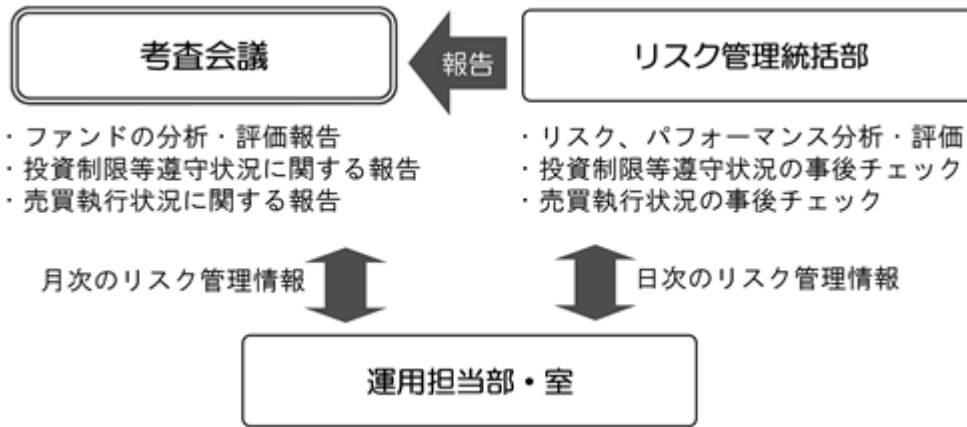 考査会議
報告
リスク管理統括部
・ファンドの分析・評価報告
・投資制限等遵守状況に関する報告
・売買執行状況に関する報告
・リスク、パフォーマンス分析・評価
・投資制限等遵守状況の事後チェック
・売買執行状況の事後チェック
月次のリスク管理情報
日次のリスク管理情報
運用担当部・室